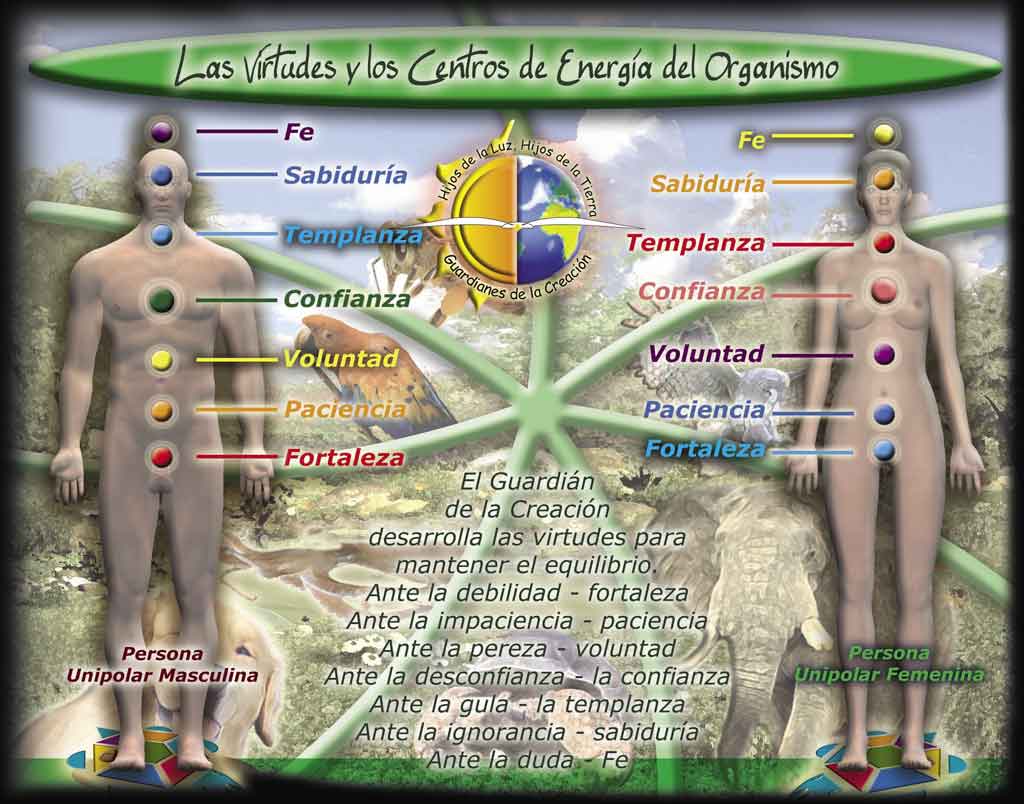 Las Virtudes y los Centros de Energía del Organismo
Hijos de la Luz, Hijos de la Tierra
Guardianes de la Creación
Fe
Sabiduría
Templanza
Confianza
Voluntad
Paciencia
Fortaleza
Fe
Sabiduría
Templanza
Confianza
Voluntad
Paciencia
Fortaleza
El Guardián
de la Creación
desarrolla las virtudes para
mantener el equilibrio.
Ante la debilidad - fortaleza
Ante la impaciencia - paciencia
Ante la pereza - voluntad
Ante la desconfianza - la confianza
Ante la gula - la templanza
Ante la ignorancia - sabiduría
Ante la duda - Fe
Persona
Unipolar Masculina
Persona
Unipolar Femenina